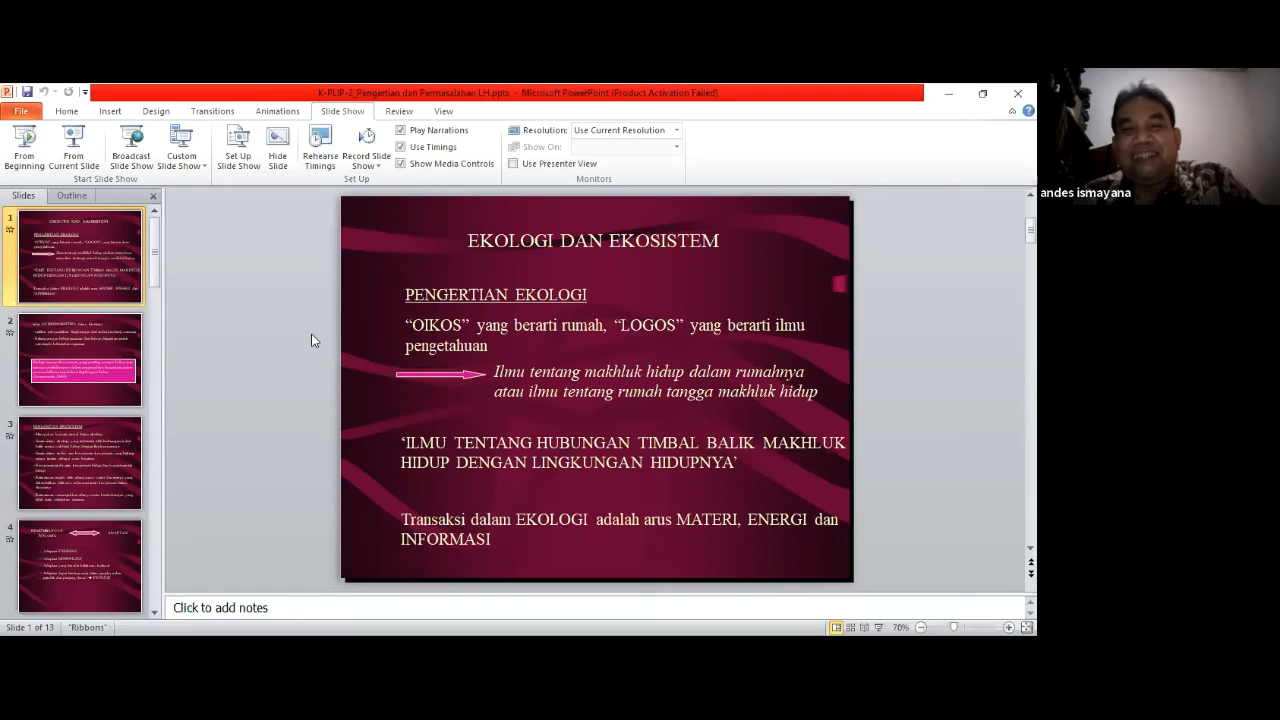 K-PLIP-2_Pengertian dan Permasalahan LH.pptx - Microsoft PowerPoint (Product Activation Failed)
File Home Insert Design Transitions Animations Slide Show Review View
From Beginning
From Current Slide
Broadcast Slide Show
Custom Slide Show
Set Up Slide Show
Hide Slide
Rehearse Timings
Record Slide Show
Play Narrations
Use Timings
Show Media Controls
Resolution: Use Current Resolution
Show On:
Use Presenter View
Start Slide Show
Set Up
Monitors
andes ismayana
Slides Outline
1
2
3
4
EKOLOGI DAN EKOSISTEM
PENGERTIAN EKOLOGI
“OIKOS” yang berarti rumah, “LOGOS” yang berarti ilmu
pengetahuan
Ilmu tentang makhluk hidup dalam rumahnya
atau ilmu tentang rumah tangga makhluk hidup
‘ILMU TENTANG HUBUNGAN TIMBAL BALIK MAKHLUK
HIDUP DENGAN LINGKUNGAN HIDUPNYA’
Transaksi dalam EKOLOGI adalah arus MATERI, ENERGI dan
INFORMASI
Click to add notes
Slide 1 of 13 "Ribbons" 70%